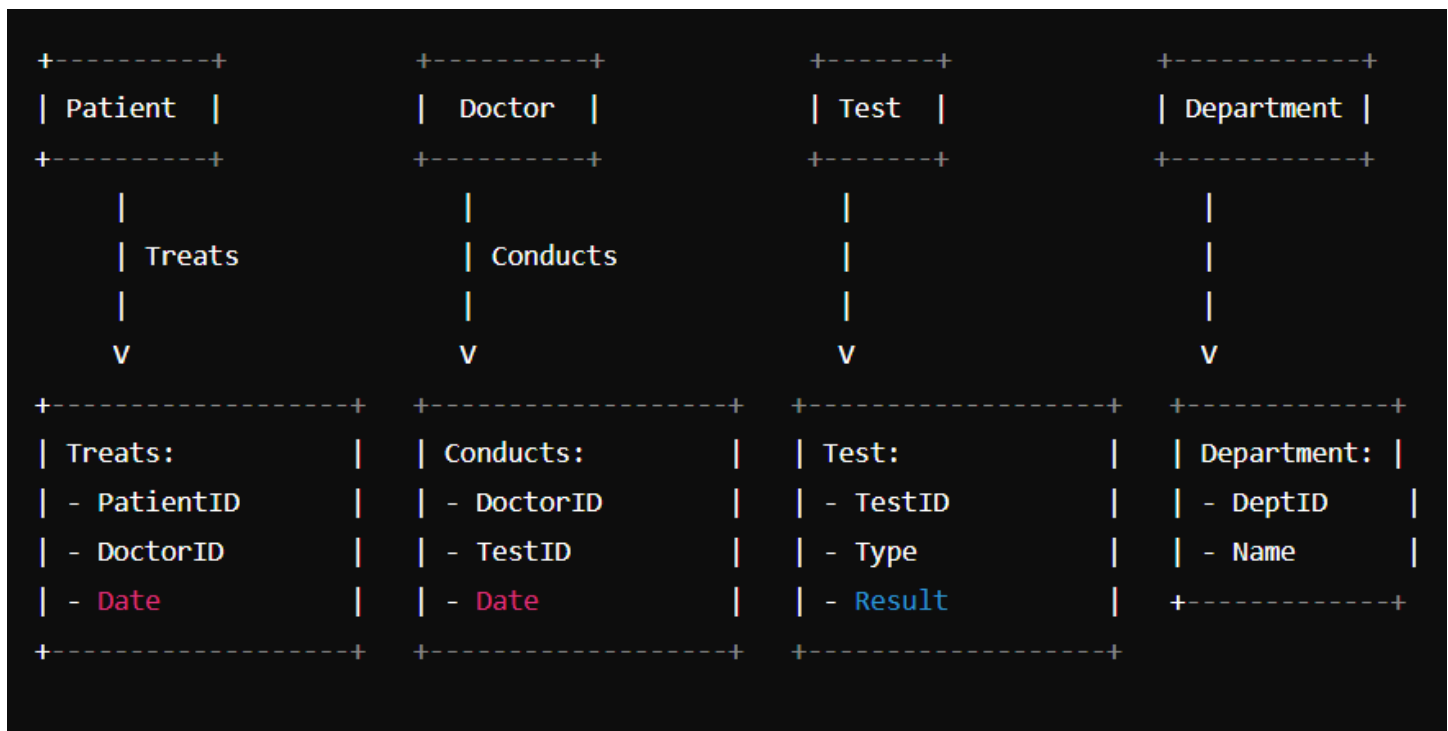 +----------+ +----------+ +-------+ +------------+
| Patient | | Doctor | | Test | | Department |
+----------+ +----------+ +-------+ +------------+
| | | |
| Treats | Conducts | |
| | | |
v v v v
+-------------------+ +-------------------+ +-------------------+ +-------------+
| Treats: | | Conducts: | | Test: | | Department: |
| - PatientID | | - DoctorID | | - TestID | | - DeptID |
| - DoctorID | | - TestID | | - Type | | - Name |
| - Date | | - Date | | - Result | +-------------+
+-------------------+ +-------------------+ +-------------------+